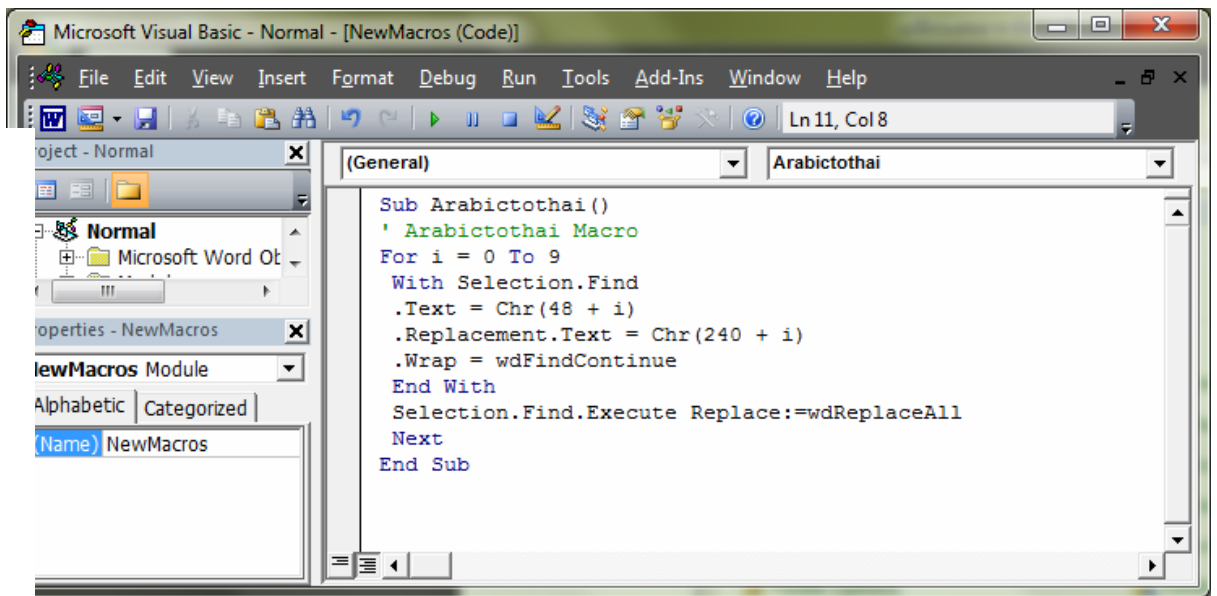 Microsoft Visual Basic - Normal - [NewMacros (Code)]
File Edit View Insert Format Debug Run Tools Add-Ins Window Help
Ln 11, Col 8
roject - Normal
Normal
Microsoft Word Ob
roperties - NewMacros
NewMacros Module
Alphabetic Categorized
(Name) NewMacros
(General) Arabictothai
Sub Arabictothai()
' Arabictothai Macro
For i = 0 To 9
With Selection.Find
.Text = Chr(48 + i)
.Replacement.Text = Chr(240 + i)
.Wrap = wdFindContinue
End With
Selection.Find.Execute Replace:=wdReplaceAll
Next
End Sub